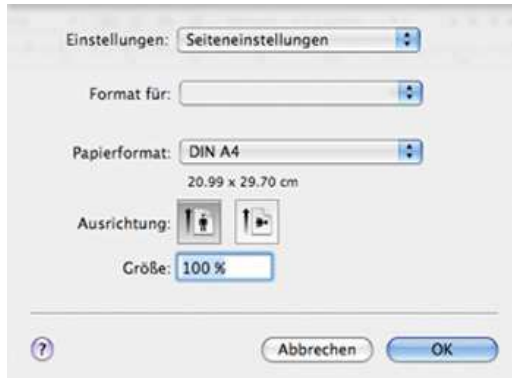 Einstellungen: Seiteneinstellungen
Format für:
Papierformat: DIN A4
20.99 x 29.70 cm
Ausrichtung:
Größe: 100 %
? Abbrechen OK